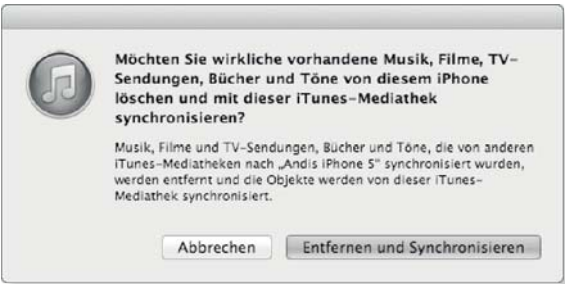 Möchten Sie wirkliche vorhandene Musik, Filme, TV-
Sendungen, Bücher und Töne von diesem iPhone
löschen und mit dieser iTunes-Mediathek
synchronisieren?
Musik, Filme und TV-Sendungen, Bücher und Töne, die von anderen
iTunes-Mediatheken nach „Andis iPhone 5" synchronisiert wurden,
werden entfernt und die Objekte werden von dieser iTunes-
Mediathek synchronisiert.
Abbrechen Entfernen und Synchronisieren